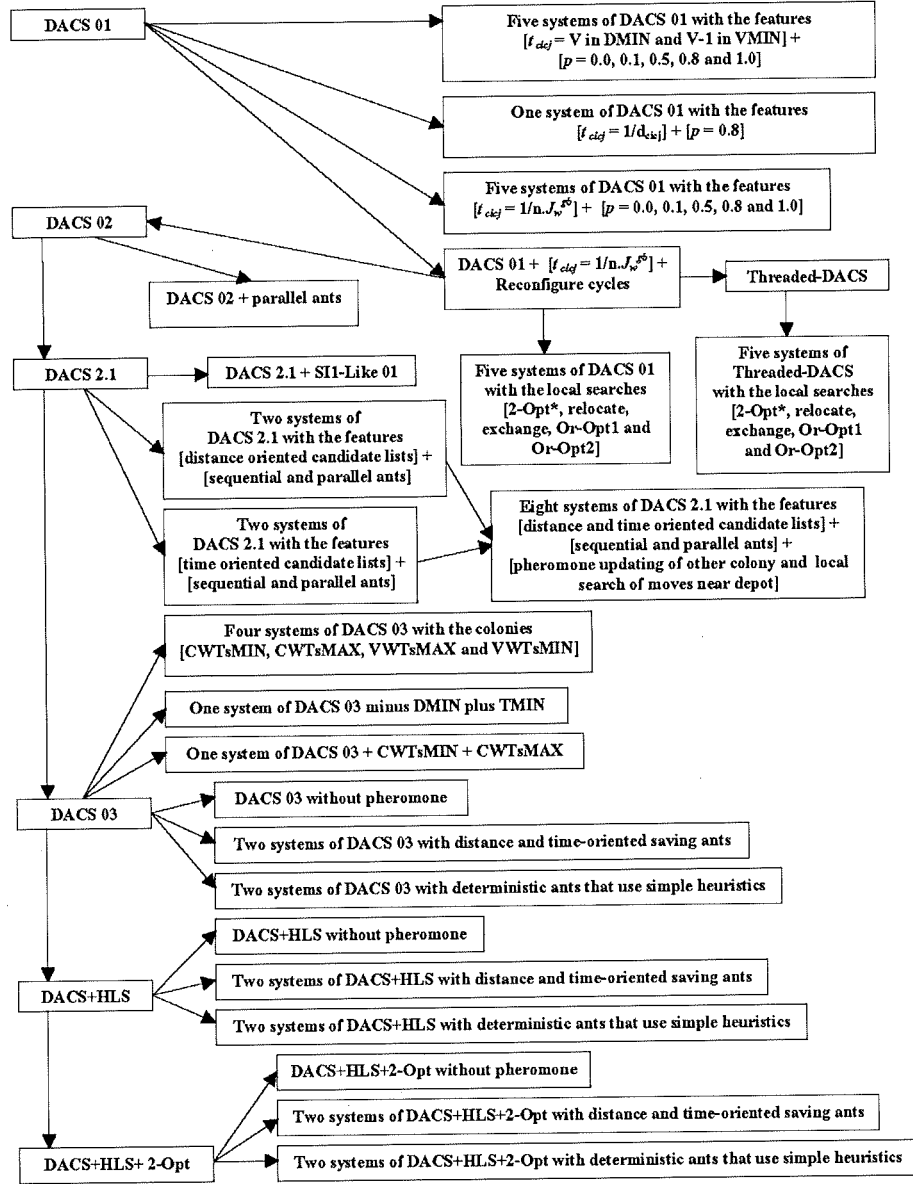 DACS 01
Five systems of DACS 01 with the features
[t cicj = V in DMIN and V-1 in VMIN] +
[p = 0.0, 0.1, 0.5, 0.8 and 1.0]
One system of DACS 01 with the features
[t cicj = 1/dcicj] + [p = 0.8]
Five systems of DACS 01 with the features
[t cicj = 1/n.Jw^gb] + [p = 0.0, 0.1, 0.5, 0.8 and 1.0]
DACS 02
DACS 02 + parallel ants
DACS 01 + [t cicj = 1/n.Jw^gb] +
Reconfigure cycles
Threaded-DACS
DACS 2.1
DACS 2.1 + SI1-Like 01
Five systems of DACS 01
with the local searches
[2-Opt*, relocate,
exchange, Or-Opt1 and
Or-Opt2]
Five systems of
Threaded-DACS
with the local searches
[2-Opt*, relocate,
exchange, Or-Opt1
and Or-Opt2]
Two systems of
DACS 2.1 with the features
[distance oriented candidate lists] +
[sequential and parallel ants]
Two systems of
DACS 2.1 with the features
[time oriented candidate lists] +
[sequential and parallel ants]
Eight systems of DACS 2.1 with the features
[distance and time oriented candidate lists] +
[sequential and parallel ants] +
[pheromone updating of other colony and local
search of moves near depot]
Four systems of DACS 03 with the colonies
[CWTsMIN, CWTsMAX, VWTsMAX and VWTsMIN]
One system of DACS 03 minus DMIN plus TMIN
One system of DACS 03 + CWTsMIN + CWTsMAX
DACS 03
DACS 03 without pheromone
Two systems of DACS 03 with distance and time-oriented saving ants
Two systems of DACS 03 with deterministic ants that use simple heuristics
DACS+HLS
DACS+HLS without pheromone
Two systems of DACS+HLS with distance and time-oriented saving ants
Two systems of DACS+HLS with deterministic ants that use simple heuristics
DACS+HLS+ 2-Opt
DACS+HLS+2-Opt without pheromone
Two systems of DACS+HLS+2-Opt with distance and time-oriented saving ants
Two systems of DACS+HLS+2-Opt with deterministic ants that use simple heuristics